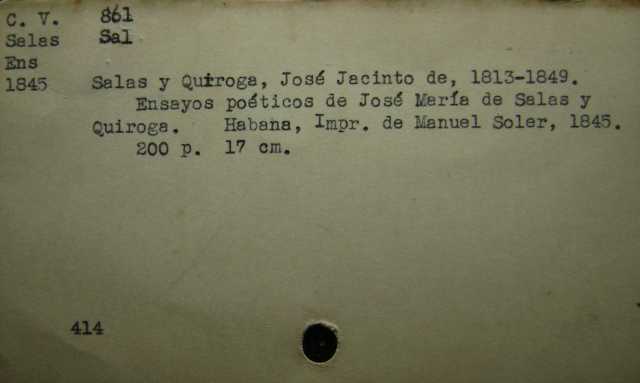 C. V. 861
Salas Sal
Ens
1845 Salas y Quiroga, José Jacinto de, 1813-1849.
Ensayos poéticos de José María de Salas y
Quiroga. Habana, Impr. de Manuel Soler, 1845.
200 p. 17 cm.
414